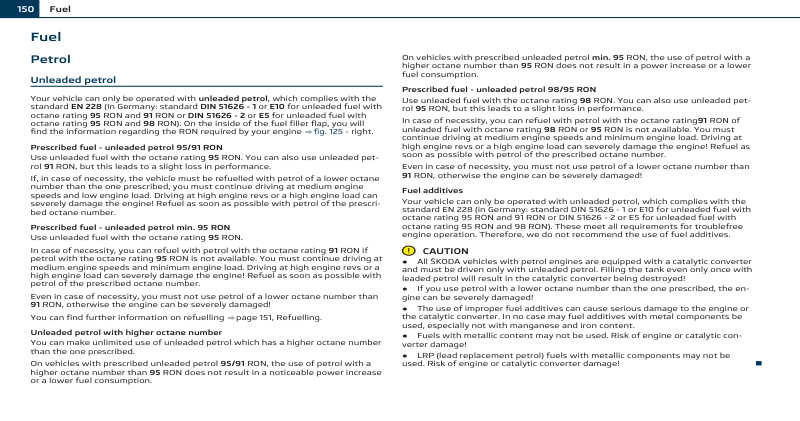 150 Fuel
Fuel
Petrol
Unleaded petrol
Your vehicle can only be operated with unleaded petrol, which complies with the
standard EN 228 (in Germany: standard DIN 51626 - 1 or E10 for unleaded fuel with
octane rating 95 RON and 91 RON or DIN 51626 - 2 or E5 for unleaded fuel with
octane rating 95 RON and 98 RON). On the inside of the fuel filler flap, you will
find the information regarding the RON required by your engine ⇒ fig. 125 - right.
Prescribed fuel - unleaded petrol 95/91 RON
Use unleaded fuel with the octane rating 95 RON. You can also use unleaded pet-
rol 91 RON, but this leads to a slight loss in performance.
If, in case of necessity, the vehicle must be refuelled with petrol of a lower octane
number than the one prescribed, you must continue driving at medium engine
speeds and low engine load. Driving at high engine revs or a high engine load can
severely damage the engine! Refuel as soon as possible with petrol of the prescri-
bed octane number.
Prescribed fuel - unleaded petrol min. 95 RON
Use unleaded fuel with the octane rating 95 RON.
In case of necessity, you can refuel with petrol with the octane rating 91 RON if
petrol with the octane rating 95 RON is not available. You must continue driving at
medium engine speeds and minimum engine load. Driving at high engine revs or a
high engine load can severely damage the engine! Refuel as soon as possible with
petrol of the prescribed octane number.
Even in case of necessity, you must not use petrol of a lower octane number than
91 RON, otherwise the engine can be severely damaged!
You can find further information on refuelling ⇒ page 151, Refuelling.
Unleaded petrol with higher octane number
You can make unlimited use of unleaded petrol which has a higher octane number
than the one prescribed.
On vehicles with prescribed unleaded petrol 95/91 RON, the use of petrol with a
higher octane number than 95 RON does not result in a noticeable power increase
or a lower fuel consumption.
On vehicles with prescribed unleaded petrol min. 95 RON, the use of petrol with a
higher octane number than 95 RON does not result in a power increase or a lower
fuel consumption.
Prescribed fuel - unleaded petrol 98/95 RON
Use unleaded fuel with the octane rating 98 RON. You can also use unleaded pet-
rol 95 RON, but this leads to a slight loss in performance.
In case of necessity, you can refuel with petrol with the octane rating91 RON of
unleaded petrol with the octane rating 98 RON or 95 RON is not available. You must
continue driving at medium engine speeds and minimum engine load. Driving at
high engine revs or a high engine load can severely damage the engine! Refuel as
soon as possible with petrol of the prescribed octane number.
Even in case of necessity, you must not use petrol of a lower octane number than
91 RON, otherwise the engine can be severely damaged!
Fuel additives
Your vehicle can only be operated with unleaded petrol, which complies with the
standard EN 228 (in Germany: standard DIN 51626 - 1 or E10 for unleaded fuel with
octane rating 95 RON and 91 RON or DIN 51626 - 2 or E5 for unleaded fuel with
octane rating 95 RON and 98 RON). These meet all requirements for troublefree
engine operation. Therefore, we do not recommend the use of fuel additives.
! CAUTION
● All ŠKODA vehicles with petrol engines are equipped with a catalytic converter
and must be driven only with unleaded petrol. Filling the tank even only once with
leaded petrol will result in the catalytic converter being destroyed!
● If you use petrol with a lower octane number than the one prescribed, the en-
gine can be severely damaged!
● The use of improper fuel additives can cause serious damage to the engine or
the catalytic converter. In no case may fuel additives with metal components be
used, especially not with manganese and iron content.
● Fuels with metallic content may not be used. Risk of engine or catalytic con-
verter damage!
● LRP (lead replacement petrol) fuels with metallic components may not be
used. Risk of engine or catalytic converter damage!